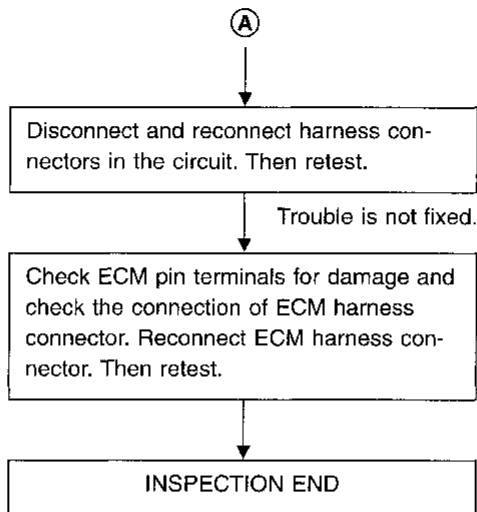 A
Disconnect and reconnect harness con-
nectors in the circuit. Then retest.
Trouble is not fixed.
Check ECM pin terminals for damage and
check the connection of ECM harness
connector. Reconnect ECM harness con-
nector. Then retest.
INSPECTION END